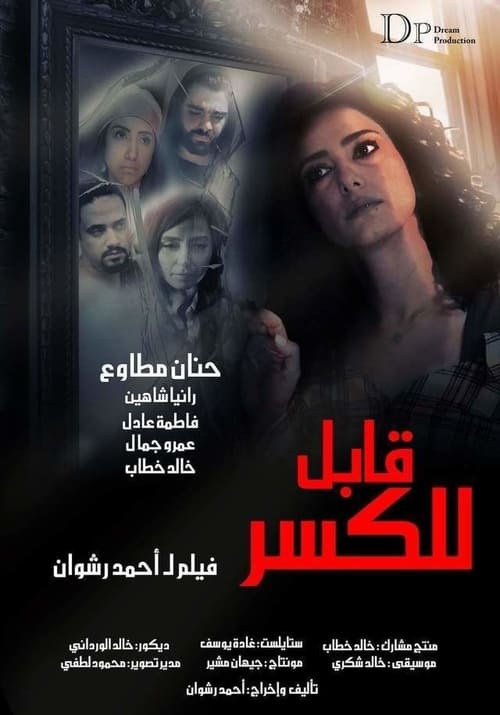 DP Dream
Production
حنان مطاوع
رانيا شاهين
فاطمة عادل
عمرو جمال
خالد خطاب
قابل
للكسر
فيلم لـ أحمد رشوان
منتج مشارك: خالد خطاب ستايلست: غادة يوسف ديكور: خالد الورداني
موسيقى: خالد شكري مونتاج: جيهان مشير مدير تصوير: محمود لطفي
تأليف وإخراج: أحمد رشوان